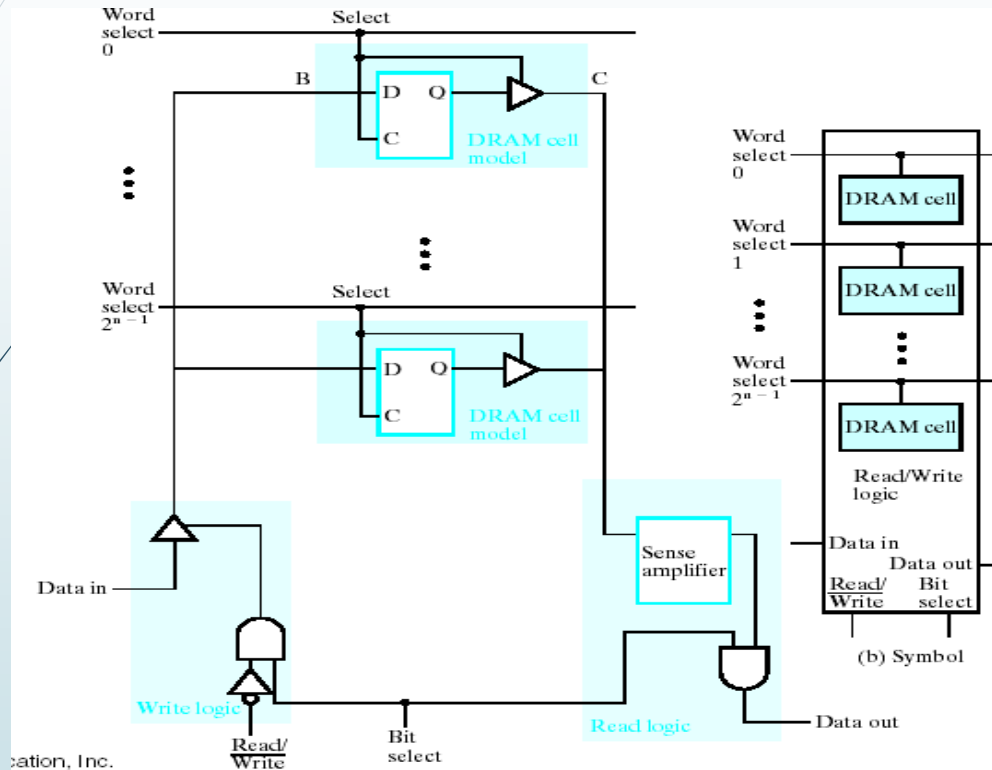 Word
select
0
Select
B
C
D Q
C
DRAM cell
model
Word
select
2ⁿ⁻¹
Select
D Q
C
DRAM cell
model
Data in
Write logic
Read/
Write
Bit
select
Sense
amplifier
Read logic
Data out
Word
select
0
DRAM cell
Word
select
1
DRAM cell
Word
select
2ⁿ⁻¹
DRAM cell
Read/Write
logic
Data in
Data out
Read/
Write
Bit
select
(b) Symbol
cation, Inc.